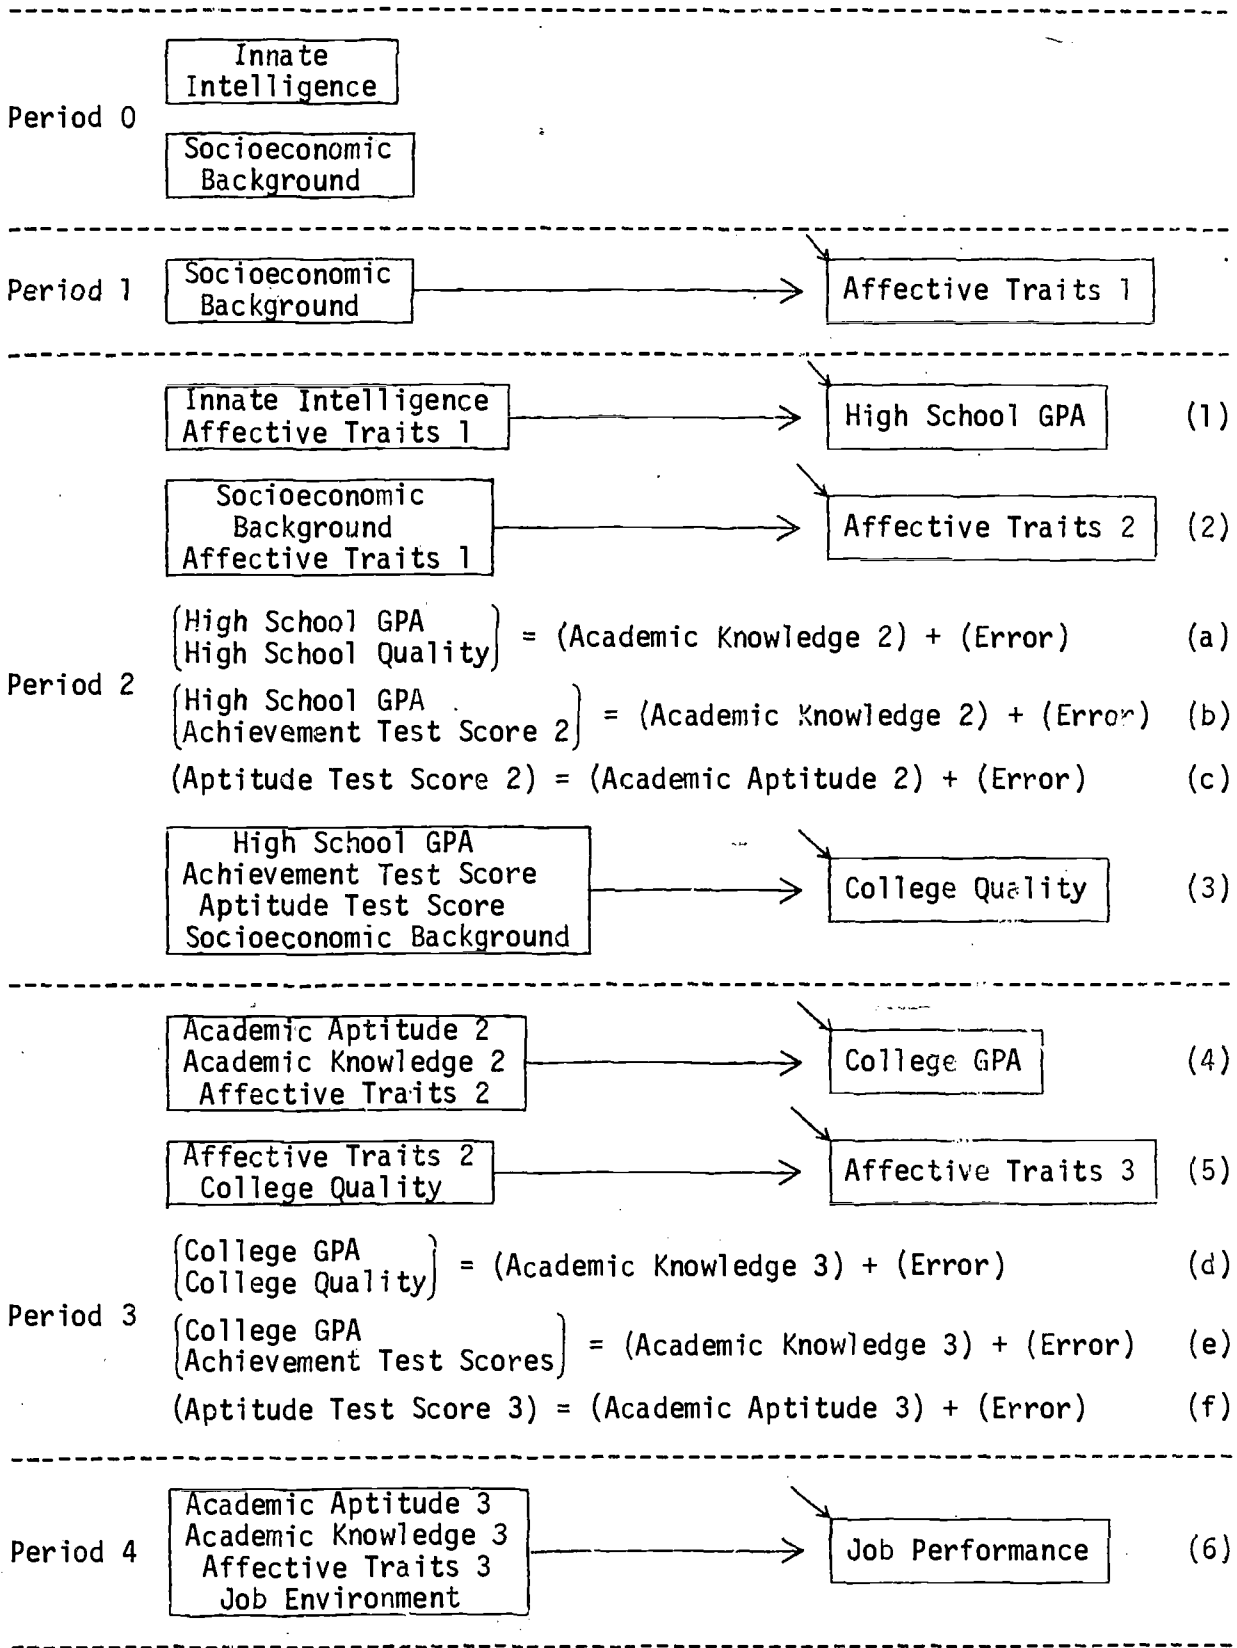 Innate
Intelligence
Period 0
Socioeconomic
Background
Period 1
Socioeconomic
Background
Affective Traits 1
Innate Intelligence
Affective Traits 1
High School GPA
(1)
Socioeconomic
Background
Affective Traits 1
Affective Traits 2
(2)
High School GPA
High School Quality
= (Academic Knowledge 2) + (Error)
(a)
Period 2
High School GPA
Achievement Test Score 2
= (Academic Knowledge 2) + (Error)
(b)
(Aptitude Test Score 2) = (Academic Aptitude 2) + (Error)
(c)
High School GPA
Achievement Test Score
Aptitude Test Score
Socioeconomic Background
College Quality
(3)
Academic Aptitude 2
Academic Knowledge 2
Affective Traits 2
College GPA
(4)
Affective Traits 2
College Quality
Affective Traits 3
(5)
College GPA
College Quality
= (Academic Knowledge 3) + (Error)
(d)
Period 3
College GPA
Achievement Test Scores
= (Academic Knowledge 3) + (Error)
(e)
(Aptitude Test Score 3) = (Academic Aptitude 3) + (Error)
(f)
Period 4
Academic Aptitude 3
Academic Knowledge 3
Affective Traits 3
Job Environment
Job Performance
(6)